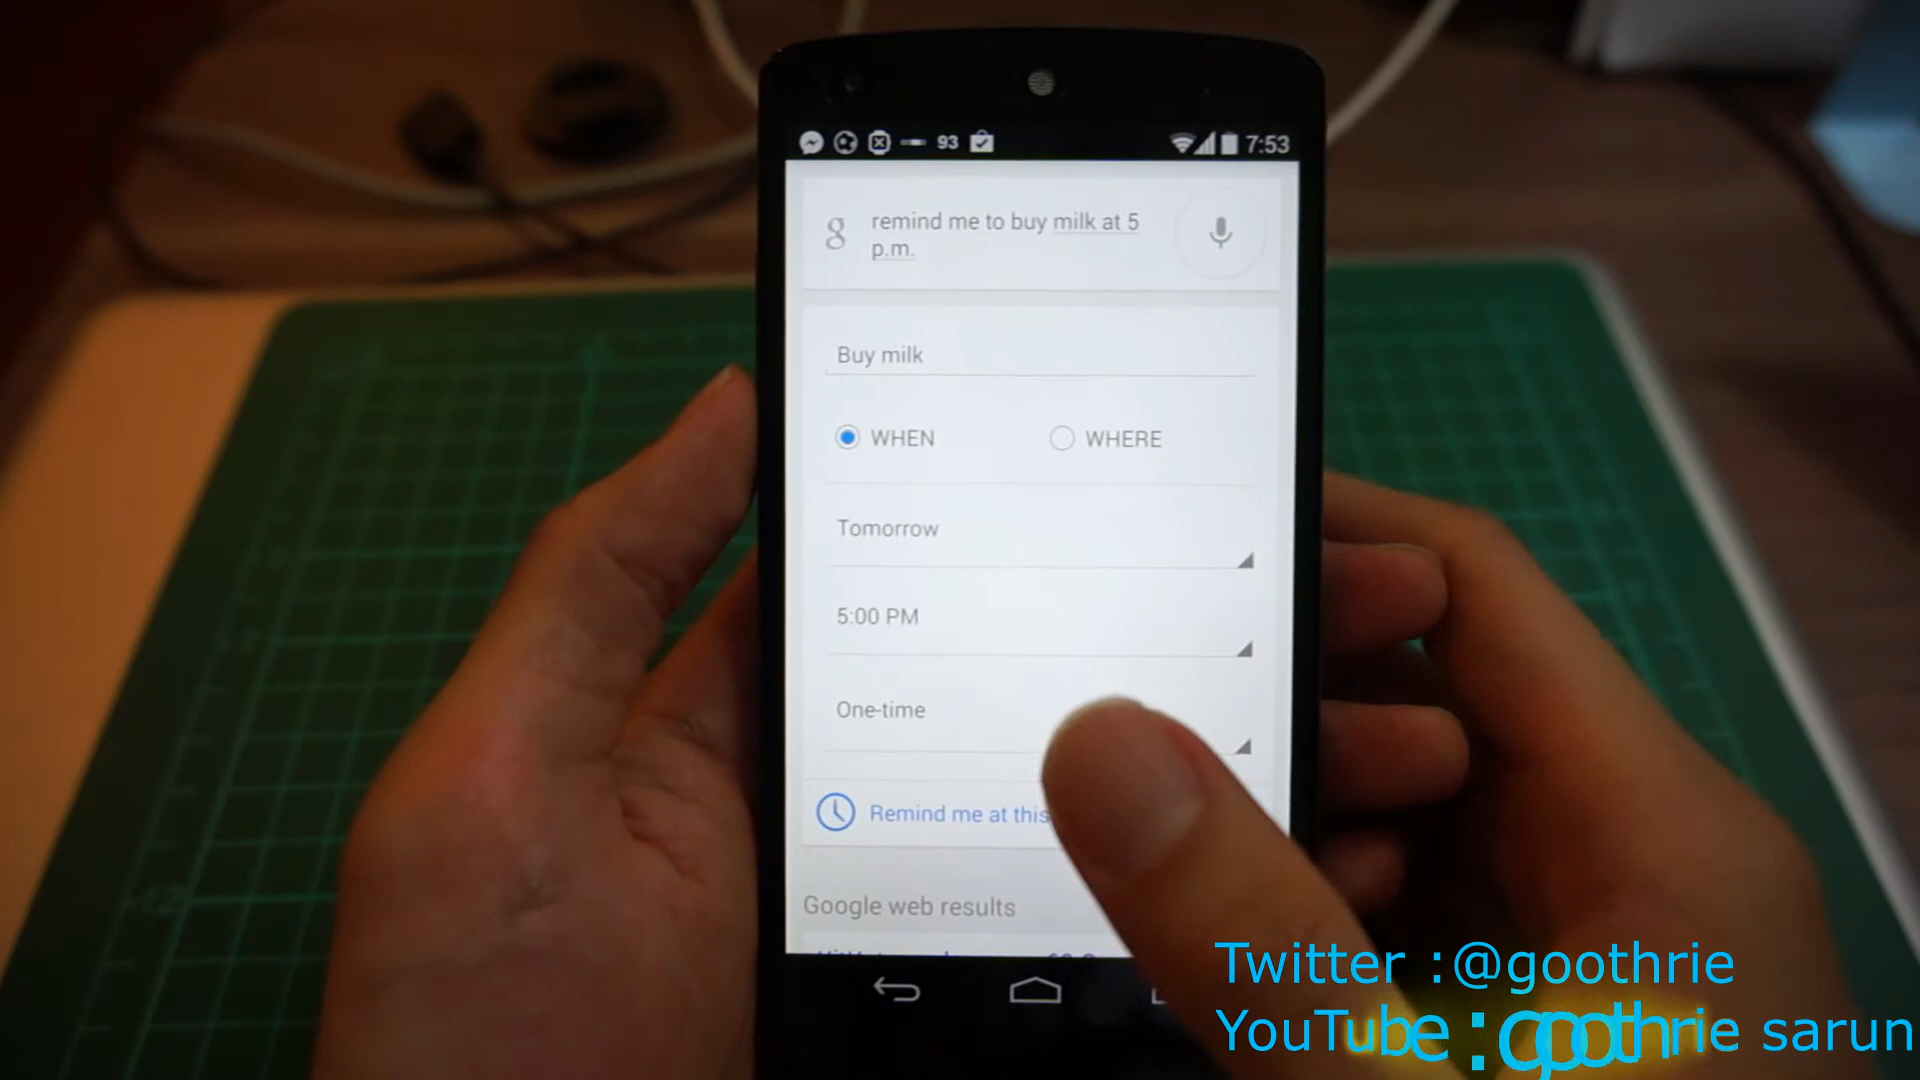 93
7:53
g
remind me to buy milk at 5
p.m.
Buy milk
WHEN
WHERE
Tomorrow
5:00 PM
One-time
Remind me at this
Google web results
Twitter :@goothrie
YouTube :goothrie sarun